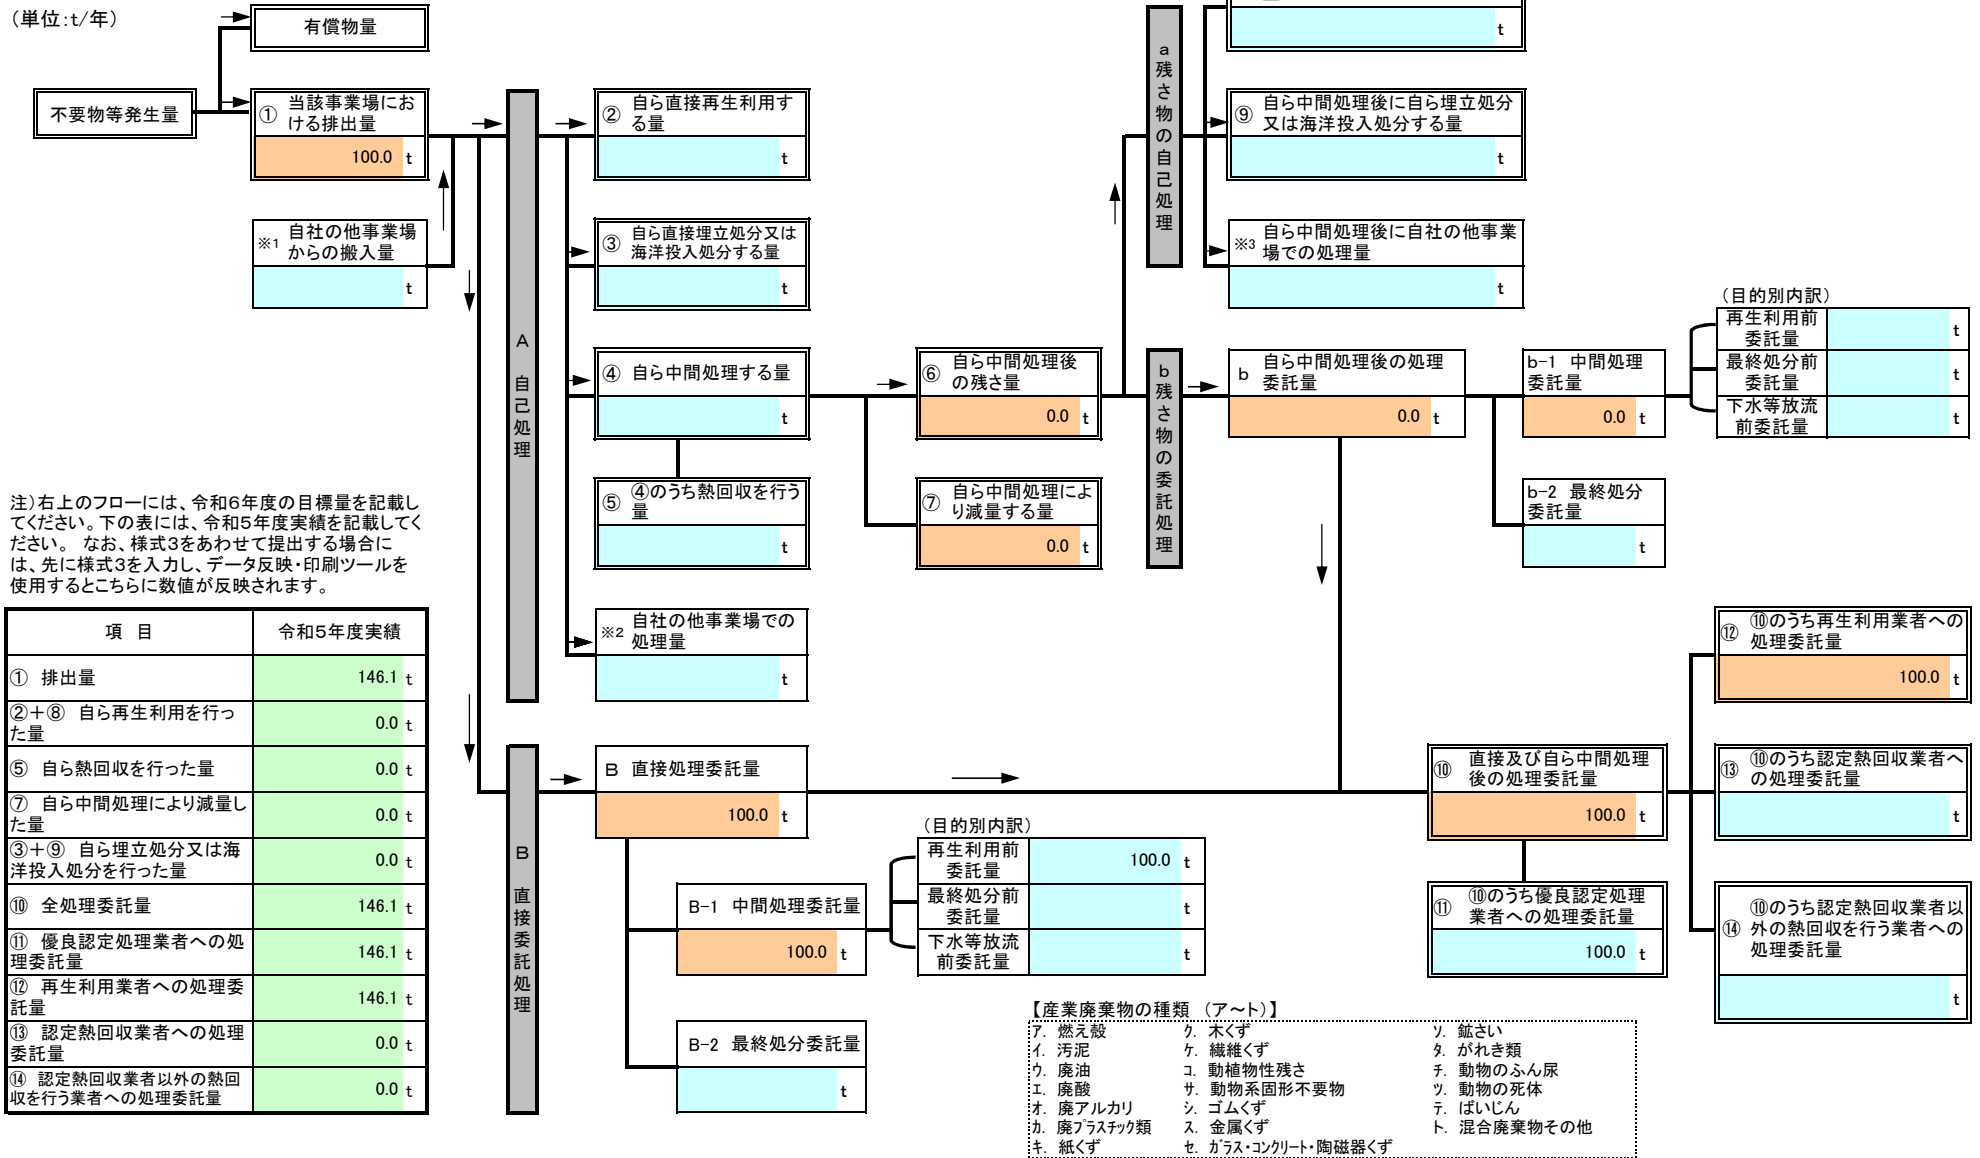 （単位:t/年）
有償物量
不要物等発生量
① 当該事業場にお
ける排出量
100.0 t
※1 自社の他事業場
からの搬入量
t
A 自己処理
② 自ら直接再生利用す
る量
t
③ 自ら直接埋立処分又は
海洋投入処分する量
t
④ 自ら中間処理する量
t
⑤ ④のうち熱回収を行う
量
t
※2 自社の他事業場での
処理量
t
⑥ 自ら中間処理後
の残さ量
0.0 t
⑦ 自ら中間処理によ
り減量する量
0.0 t
a 残さ物の自己処理
t
⑨ 自ら中間処理後に自ら埋立処分
又は海洋投入処分する量
t
※3 自ら中間処理後に自社の他事業
場での処理量
t
b 残さ物の委託処理
b 自ら中間処理後の処理
委託量
0.0 t
b-1 中間処理
委託量
0.0 t
（目的別内訳）
再生利用前
委託量
t
最終処分前
委託量
t
下水等放流
前委託量
t
b-2 最終処分
委託量
t
注）右上のフローには、令和６年度の目標量を記載し
てください。下の表には、令和５年度実績を記載してく
ださい。 なお、様式３をあわせて提出する場合に
は、先に様式３を入力し、データ反映・印刷ツールを
使用するとこちらに数値が反映されます。
項 目 令和５年度実績
① 排出量 146.1 t
②＋⑧ 自ら再生利用を行っ
た量 0.0 t
⑤ 自ら熱回収を行った量 0.0 t
⑦ 自ら中間処理により減量し
た量 0.0 t
③＋⑨ 自ら埋立処分又は海
洋投入処分を行った量 0.0 t
⑩ 全処理委託量 146.1 t
⑪ 優良認定処理業者への処
理委託量 146.1 t
⑫ 再生利用業者への処理委
託量 146.1 t
⑬ 認定熱回収業者への処理
委託量 0.0 t
⑭ 認定熱回収業者以外の熱回
収を行う業者への処理委託量 0.0 t
B 直接委託処理
B 直接処理委託量
100.0 t
B-1 中間処理委託量
100.0 t
（目的別内訳）
再生利用前
委託量
100.0 t
最終処分前
委託量
t
下水等放流
前委託量
t
B-2 最終処分委託量
t
⑩ 直接及び自ら中間処理
後の処理委託量
100.0 t
⑪ ⑩のうち優良認定処理
業者への処理委託量
100.0 t
⑫ ⑩のうち再生利用業者への
処理委託量
100.0 t
⑬ ⑩のうち認定熱回収業者へ
の処理委託量
t
⑭ ⑩のうち認定熱回収業者以
外の熱回収を行う業者への
処理委託量
t
【産業廃棄物の種類 （ア～ト）】
ア. 燃え殻 ク. 木くず ソ. 鉱さい
イ. 汚泥 ケ. 繊維くず タ. がれき類
ウ. 廃油 コ. 動植物性残さ チ. 動物のふん尿
エ. 廃酸 サ. 動物系固形不要物 ツ. 動物の死体
オ. 廃アルカリ シ. ゴムくず テ. ばいじん
カ. 廃プラスチック類 ス. 金属くず ト. 混合廃棄物その他
キ. 紙くず セ. ガラス・コンクリート・陶磁器くず